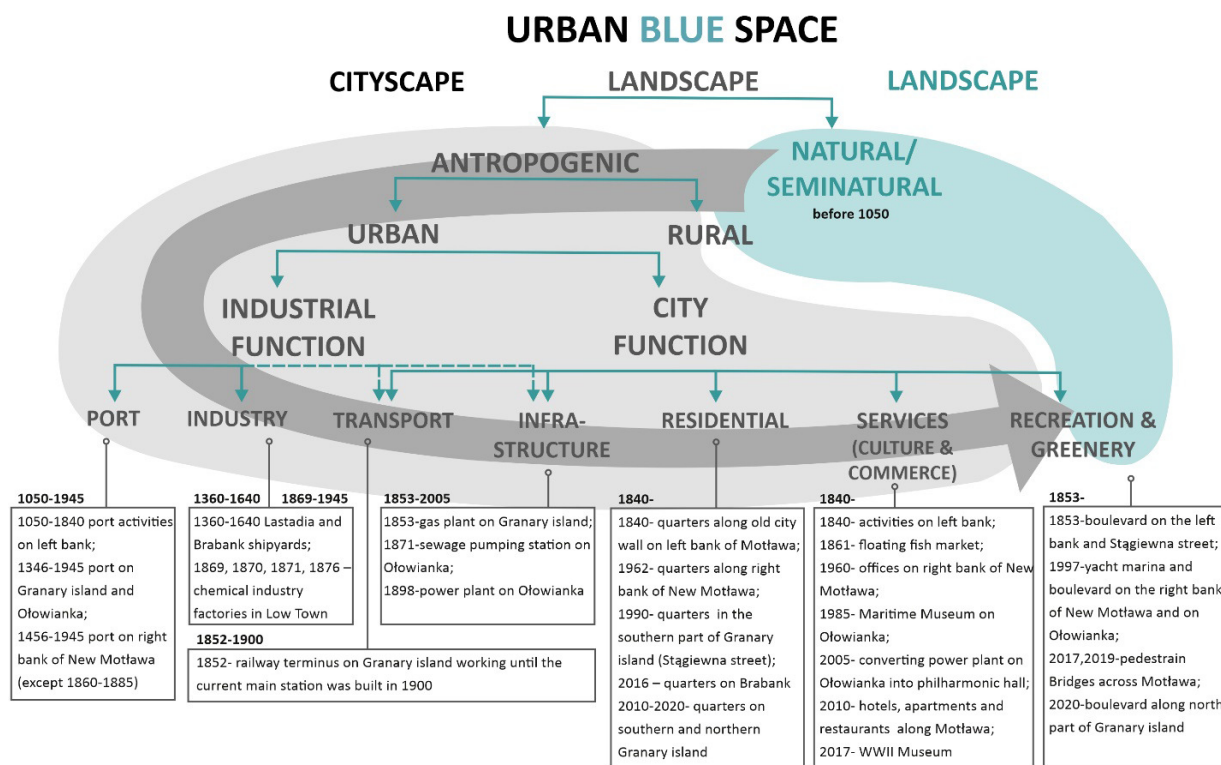 URBAN BLUE SPACE
CITYSCAPE
LANDSCAPE
LANDSCAPE
ANTROPOGENIC
NATURAL/
SEMINATURAL
before 1050
URBAN
RURAL
INDUSTRIAL
FUNCTION
CITY
FUNCTION
PORT
INDUSTRY
TRANSPORT
INFRA-
STRUCTURE
RESIDENTIAL
SERVICES
(CULTURE &
COMMERCE)
RECREATION &
GREENERY
1050-1945
1050-1840 port activities
on left bank;
1346-1945 port on
Granary island and
Ołowianka;
1456-1945 port on right
bank of New Motława
(except 1860-1885)
1360-1640 1869-1945
1360-1640 Lastadia and
Brabank shipyards;
1869, 1870, 1871, 1876 –
chemical industry
factories in Low Town
1852-1900
1852- railway terminus on Granary island working until the
current main station was built in 1900
1853-2005
1853-gas plant on Granary island;
1871-sewage pumping station on
Ołowianka;
1898-power plant on Ołowianka
1840-
1840- quarters along old city
wall on left bank of Motława;
1962- quarters along right
bank of New Motława;
1990- quarters in the
southern part of Granary
island (Stągiewna street);
2016 – quarters on Brabank
2010-2020- quarters on
southern and northern
Granary island
1840-
1840- activities on left bank;
1861- floating fish market;
1960- offices on right bank of New
Motława;
1985- Maritime Museum on
Ołowianka;
2005- converting power plant on
Ołowianka into philharmonic hall;
2010- hotels, apartments and
restaurants along Motława;
2017- WWII Museum
1853-
1853-boulevard on the left
bank and Stągiewna street;
1997-yacht marina and
boulevard on the right bank
of New Motława and on
Ołowianka;
2017,2019-pedestrain
Bridges across Motława;
2020-boulevard along north
part of Granary island